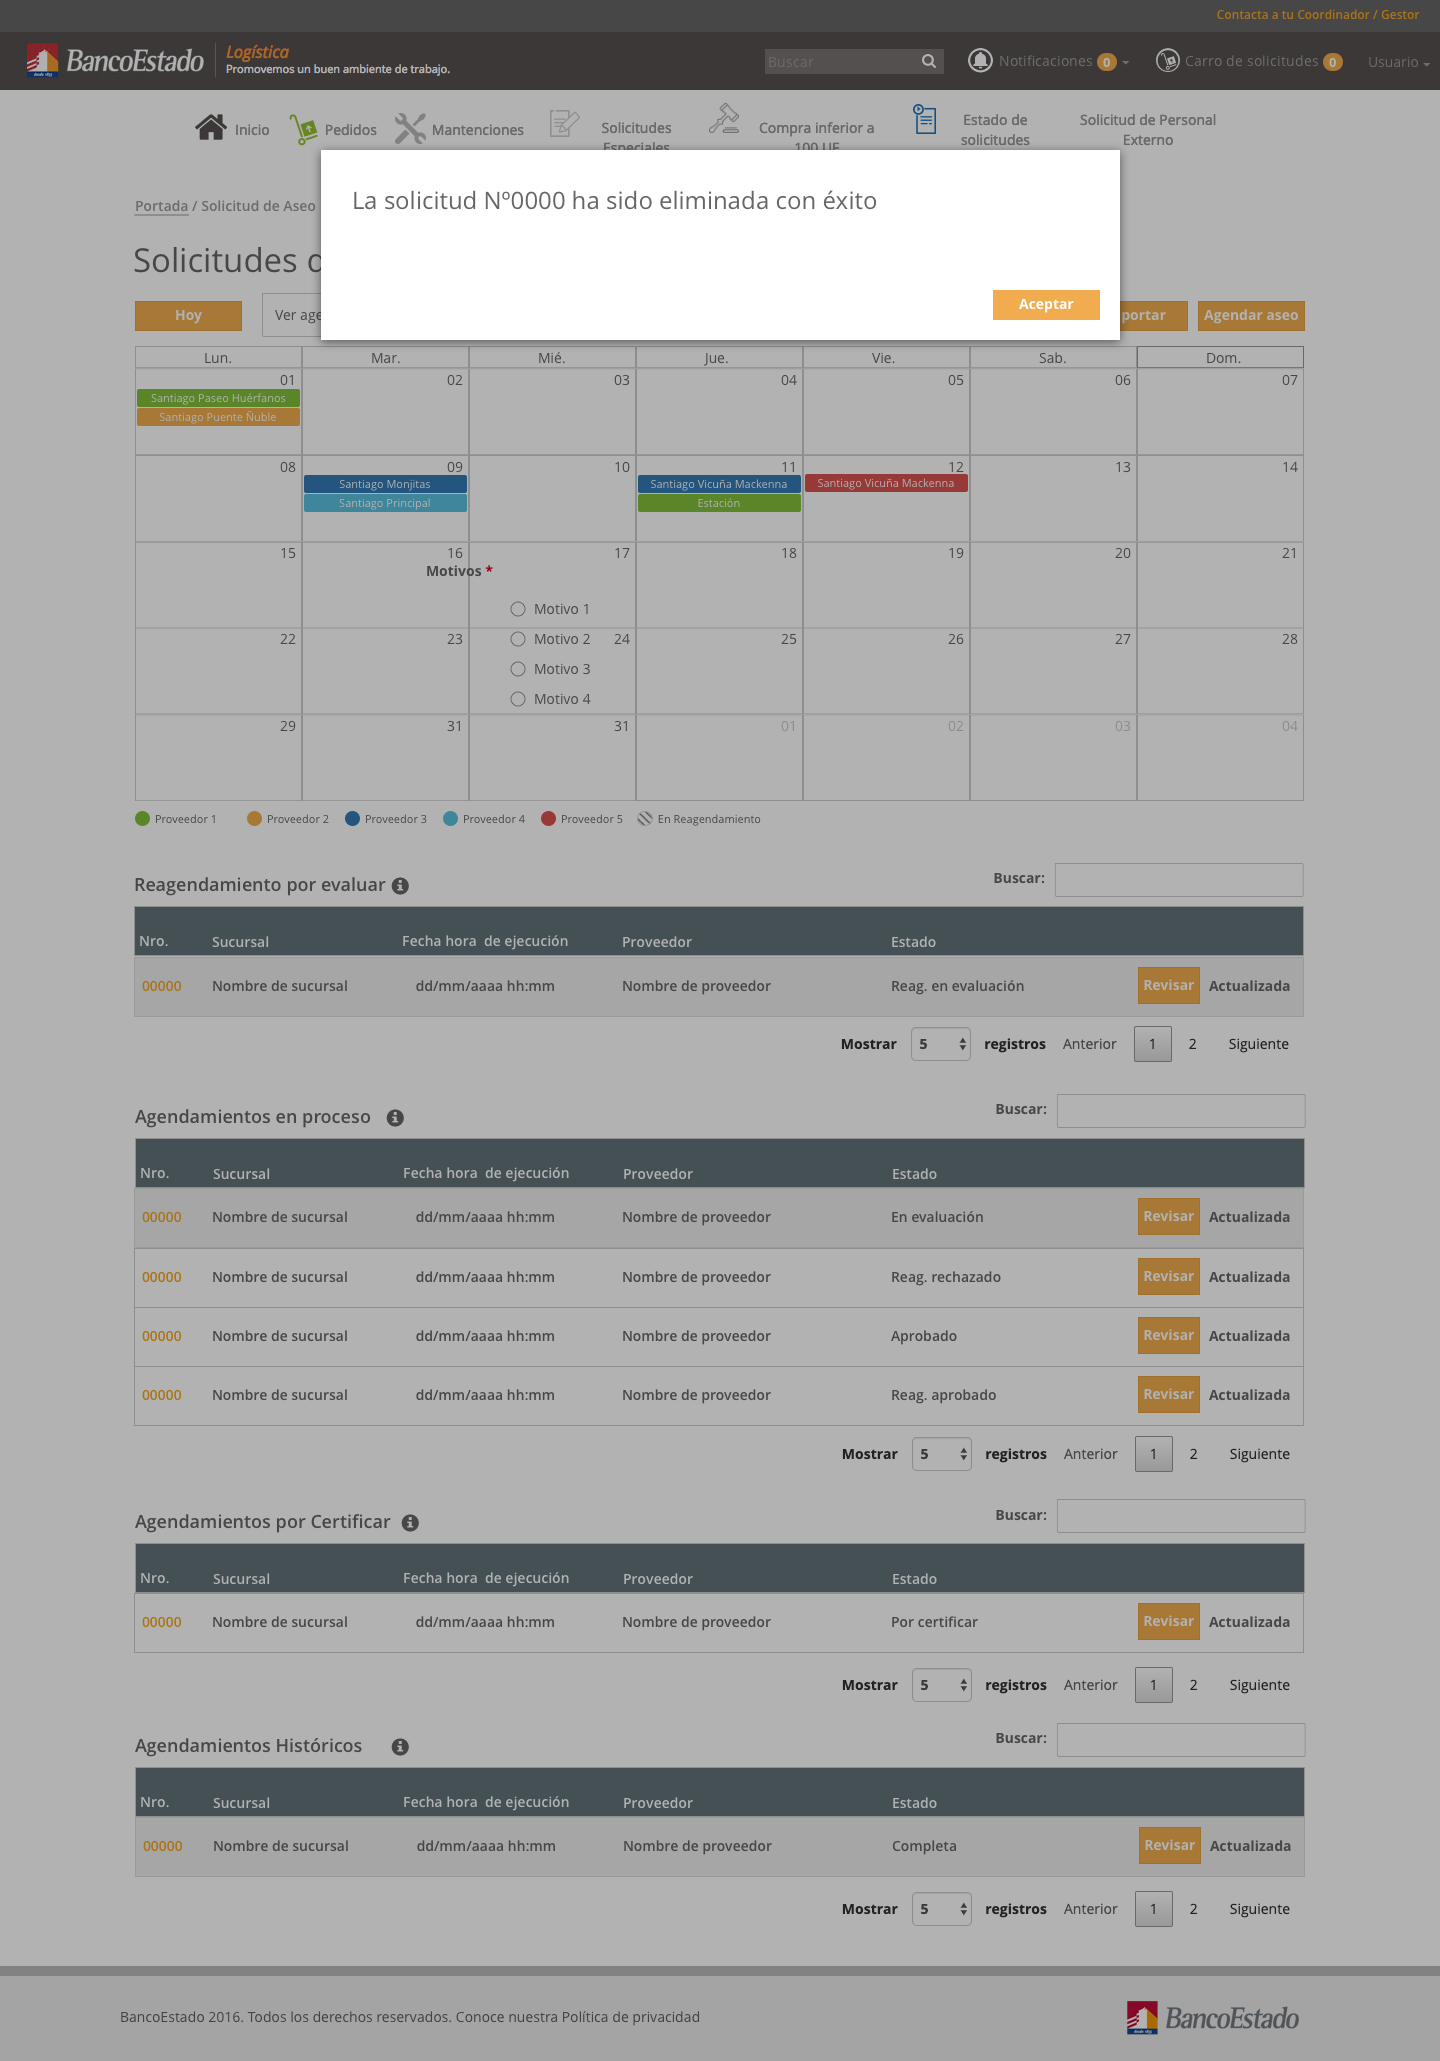 Contacta a tu Coordinador / Gestor
BancoEstado
desde 1855
Logística
Promovemos un buen ambiente de trabajo.
Buscar
Notificaciones 0
Carro de solicitudes 0
Usuario
Inicio
Pedidos
Mantenciones
Solicitudes
Especiales
Compra inferior a
100 UF
Estado de
solicitudes
Solicitud de Personal
Externo
Portada / Solicitud de Aseo
La solicitud Nº0000 ha sido eliminada con éxito
Aceptar
Solicitudes
Hoy
Ver age
portar
Agendar aseo
Lun. Mar. Mié. Jue. Vie. Sab. Dom.
01 02 03 04 05 06 07
Santiago Paseo Huérfanos
Santiago Puente Ñuble
08 09 10 11 12 13 14
Santiago Monjitas Santiago Vicuña Mackenna Santiago Vicuña Mackenna
Santiago Principal Estación
15 16 17 18 19 20 21
Motivos *
Motivo 1
22 23 Motivo 2 24 25 26 27 28
Motivo 3
Motivo 4
29 31 31 01 02 03 04
Proveedor 1 Proveedor 2 Proveedor 3 Proveedor 4 Proveedor 5 En Reagendamiento
Reagendamiento por evaluar Buscar:
Nro. Sucursal Fecha hora de ejecución Proveedor Estado
00000 Nombre de sucursal dd/mm/aaaa hh:mm Nombre de proveedor Reag. en evaluación Revisar Actualizada
Mostrar 5 registros Anterior 1 2 Siguiente
Agendamientos en proceso Buscar:
Nro. Sucursal Fecha hora de ejecución Proveedor Estado
00000 Nombre de sucursal dd/mm/aaaa hh:mm Nombre de proveedor En evaluación Revisar Actualizada
00000 Nombre de sucursal dd/mm/aaaa hh:mm Nombre de proveedor Reag. rechazado Revisar Actualizada
00000 Nombre de sucursal dd/mm/aaaa hh:mm Nombre de proveedor Aprobado Revisar Actualizada
00000 Nombre de sucursal dd/mm/aaaa hh:mm Nombre de proveedor Reag. aprobado Revisar Actualizada
Mostrar 5 registros Anterior 1 2 Siguiente
Agendamientos por Certificar Buscar:
Nro. Sucursal Fecha hora de ejecución Proveedor Estado
00000 Nombre de sucursal dd/mm/aaaa hh:mm Nombre de proveedor Por certificar Revisar Actualizada
Mostrar 5 registros Anterior 1 2 Siguiente
Agendamientos Históricos Buscar:
Nro. Sucursal Fecha hora de ejecución Proveedor Estado
00000 Nombre de sucursal dd/mm/aaaa hh:mm Nombre de proveedor Completa Revisar Actualizada
Mostrar 5 registros Anterior 1 2 Siguiente
BancoEstado 2016. Todos los derechos reservados. Conoce nuestra Política de privacidad
BancoEstado
desde 1855